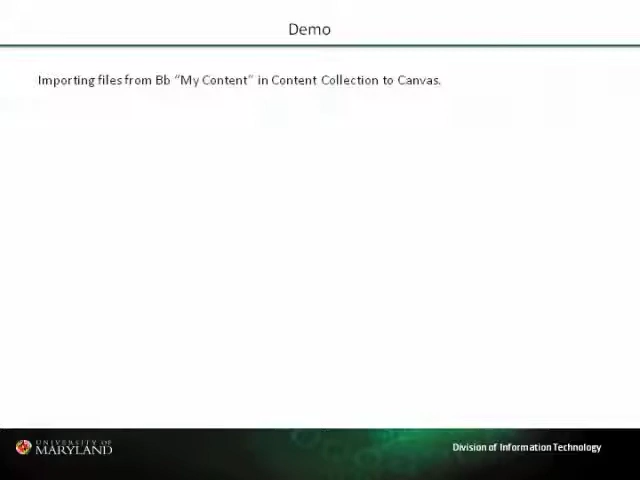 Demo
Importing files from Bb “My Content” in Content Collection to Canvas.
UNIVERSITY OF
MARYLAND
Division of Information Technology